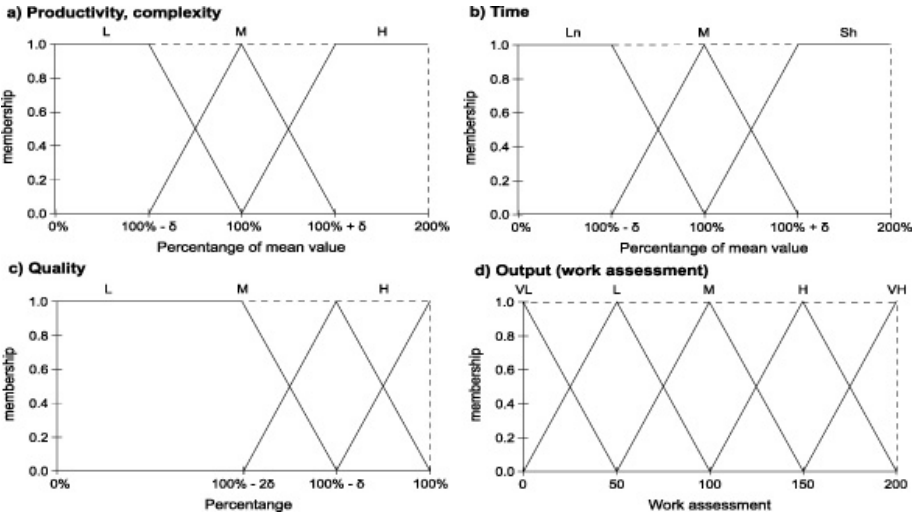 a) Productivity, complexity
L M H
1.0
0.8
0.6
0.4
0.2
0.0
membership
0% 100% - δ 100% 100% + δ 200%
Percentange of mean value
b) Time
Ln M Sh
1.0
0.8
0.6
0.4
0.2
0.0
membership
0% 100% - δ 100% 100% + δ 200%
Percentange of mean value
c) Quality
L M H
1.0
0.8
0.6
0.4
0.2
0.0
membership
0% 100% - 2δ 100% - δ 100%
Percentage
d) Output (work assessment)
VL L M H VH
1.0
0.8
0.6
0.4
0.2
0.0
membership
0 50 100 150 200
Work assessment